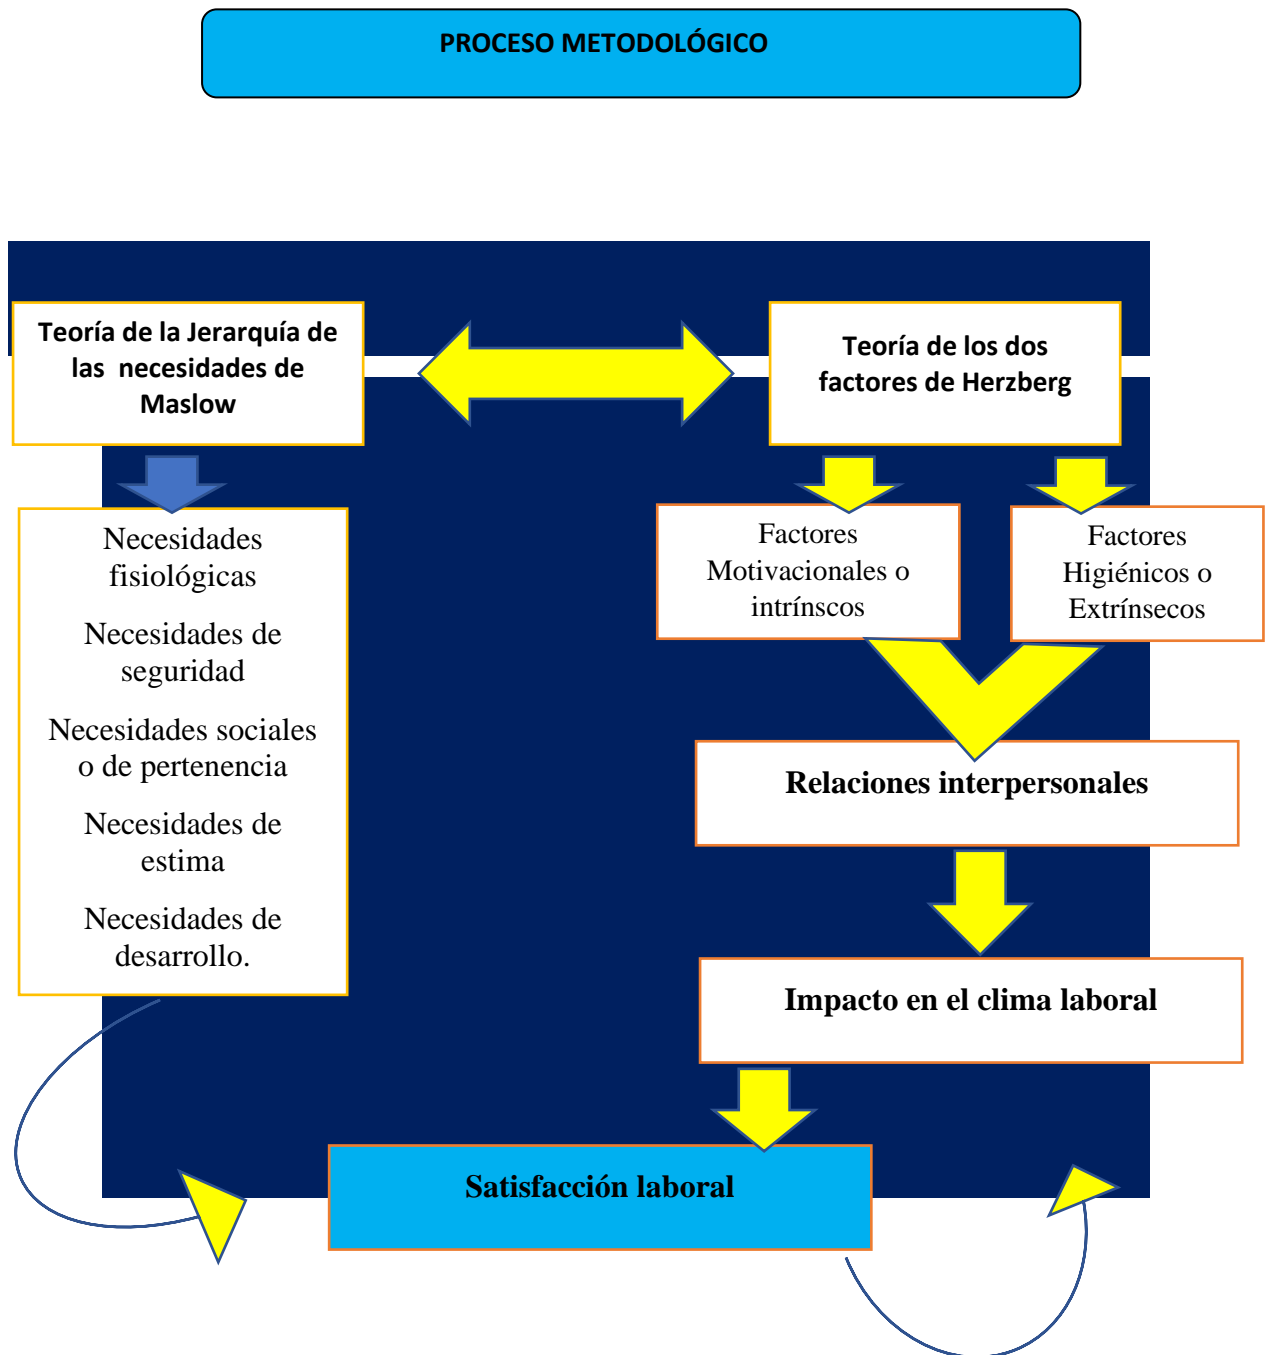 PROCESO METODOLÓGICO
Teoría de la Jerarquía de
las necesidades de
Maslow
Teoría de los dos
factores de Herzberg
Necesidades
fisiológicas
Necesidades de
seguridad
Necesidades sociales
o de pertenencia
Necesidades de
estima
Necesidades de
desarrollo.
Factores
Motivacionales o
intrínscos
Factores
Higiénicos o
Extrínsecos
Relaciones interpersonales
Impacto en el clima laboral
Satisfacción laboral